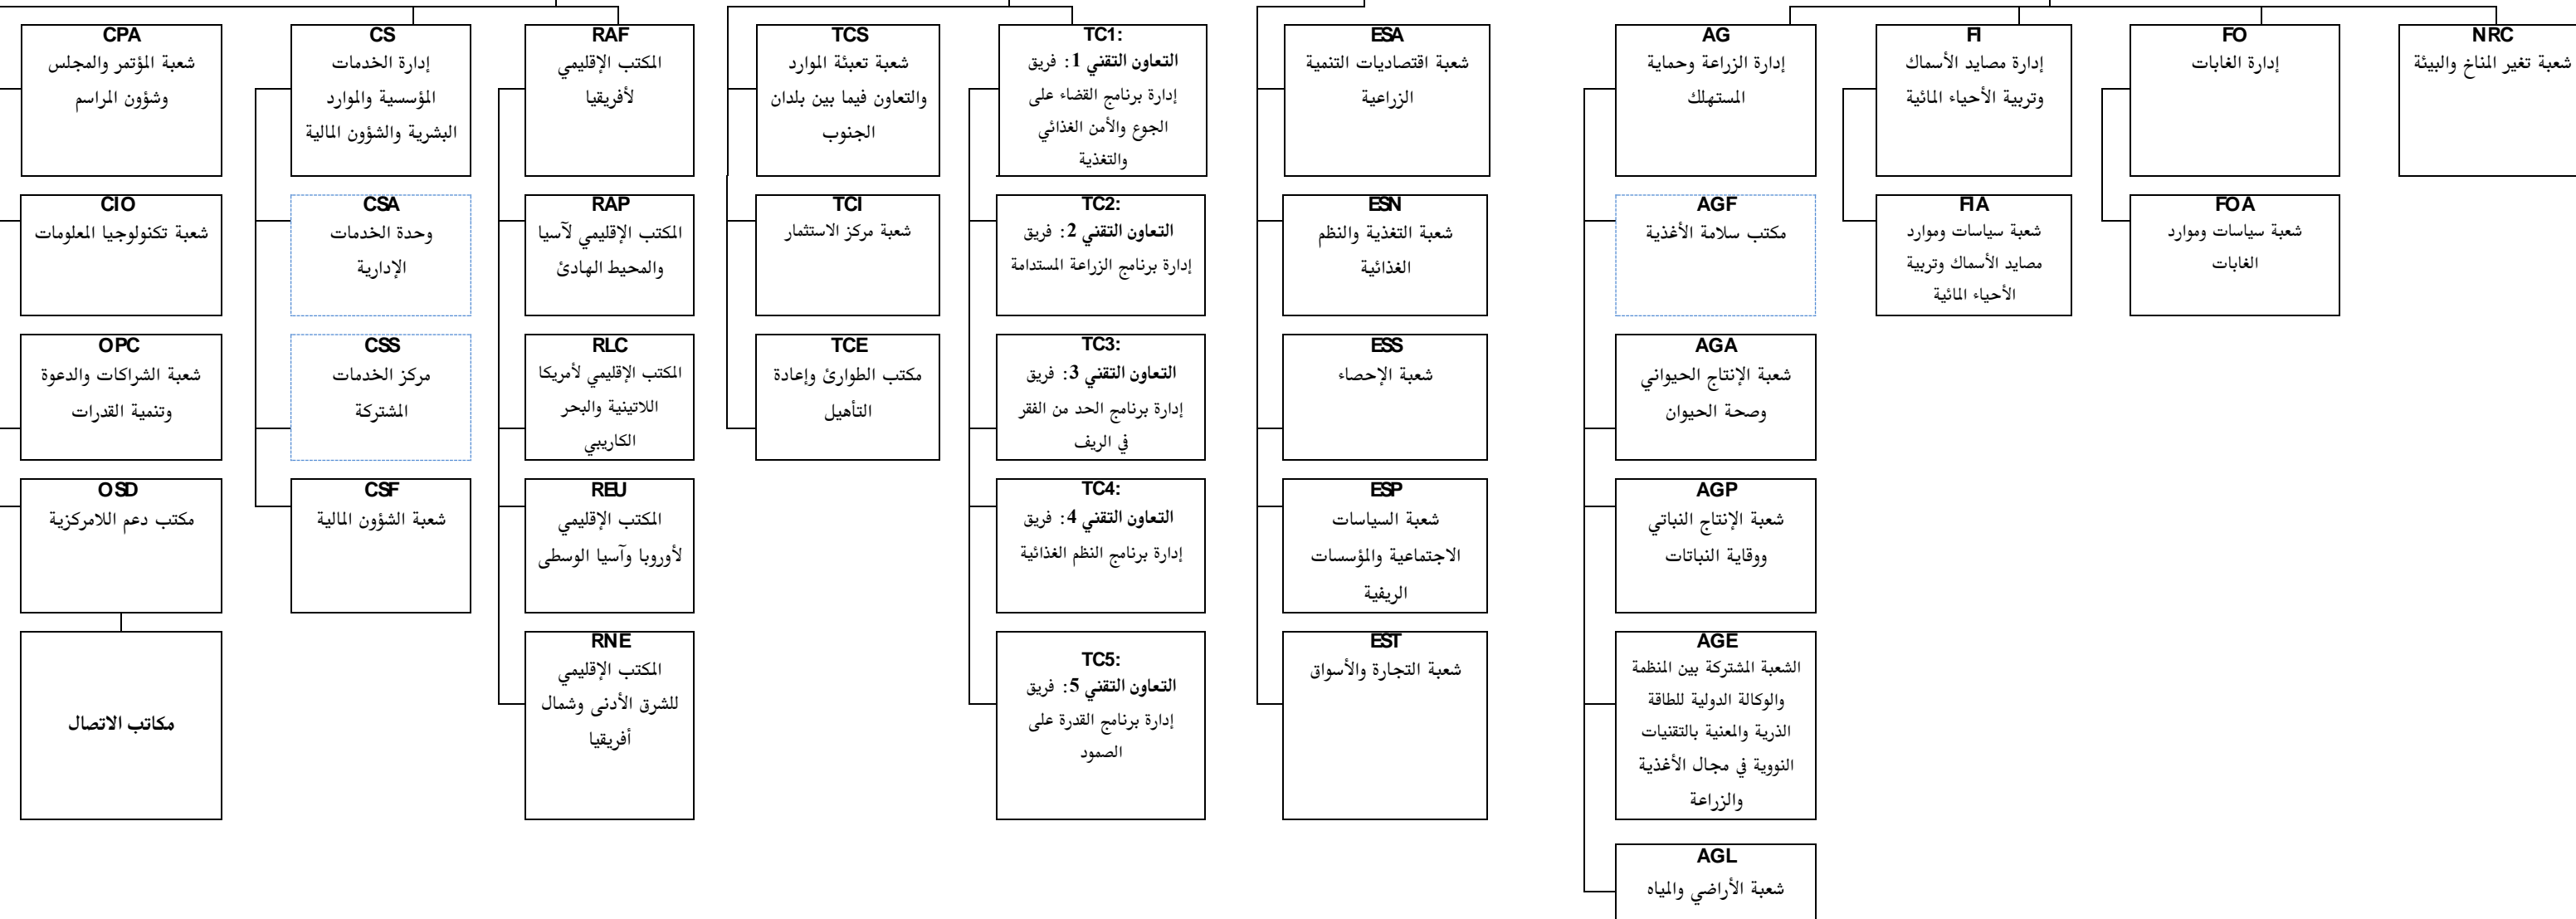 CPA
شعبة المؤتمر والمجلس
وشؤون المراسم
CIO
شعبة تكنولوجيا المعلومات
OPC
شعبة الشراكات والدعوة
وتنمية القدرات
OSD
مكتب دعم اللامركزية
مكاتب الاتصال
CS
إدارة الخدمات
المؤسسية والموارد
البشرية والشؤون المالية
CSA
وحدة الخدمات
الإدارية
CSS
مركز الخدمات
المشتركة
CSF
شعبة الشؤون المالية
RAF
المكتب الإقليمي
لأفريقيا
RAP
المكتب الإقليمي لآسيا
والمحيط الهادئ
RLC
المكتب الإقليمي لأمريكا
اللاتينية والبحر
الكاريبي
REU
المكتب الإقليمي
لأوروبا وآسيا الوسطى
RNE
المكتب الإقليمي
للشرق الأدنى وشمال
أفريقيا
TCS
شعبة تعبئة الموارد
والتعاون فيما بين بلدان
الجنوب
TCI
شعبة مركز الاستثمار
TCE
مكتب الطوارئ وإعادة
التأهيل
TC1:
التعاون التقني 1: فريق
إدارة برنامج القضاء على
الجوع والأمن الغذائي
والتغذية
TC2:
التعاون التقني 2: فريق
إدارة برنامج الزراعة المستدامة
TC3:
التعاون التقني 3: فريق
إدارة برنامج الحد من الفقر
في الريف
TC4:
التعاون التقني 4: فريق
إدارة برنامج النظم الغذائية
TC5:
التعاون التقني 5: فريق
إدارة برنامج القدرة على
الصمود
ESA
شعبة اقتصاديات التنمية
الزراعية
ESN
شعبة التغذية والنظم
الغذائية
ESS
شعبة الإحصاء
ESP
شعبة السياسات
الاجتماعية والمؤسسات
الريفية
EST
شعبة التجارة والأسواق
AG
إدارة الزراعة وحماية
المستهلك
AGF
مكتب سلامة الأغذية
AGA
شعبة الإنتاج الحيواني
وصحة الحيوان
AGP
شعبة الإنتاج النباتي
ووقاية النباتات
AGE
الشعبة المشتركة بين المنظمة
والوكالة الدولية للطاقة
الذرية والمعنية بالتقنيات
النووية في مجال الأغذية
والزراعة
AGL
شعبة الأراضي والمياه
FI
إدارة مصايد الأسماك
وتربية الأحياء المائية
FIA
شعبة سياسات وموارد
مصايد الأسماك وتربية
الأحياء المائية
FO
إدارة الغابات
FOA
شعبة سياسات وموارد
الغابات
NRC
شعبة تغير المناخ والبيئة